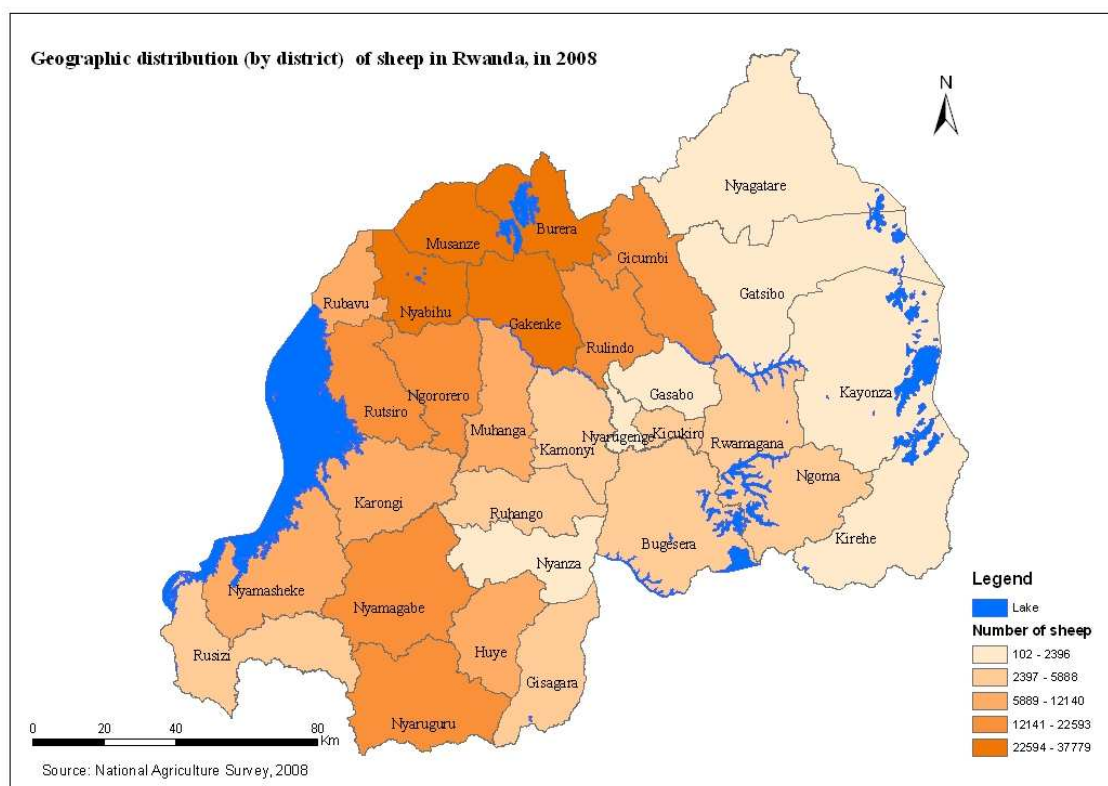 Geographic distribution (by district) of sheep in Rwanda, in 2008
N
Nyagatare
Burera
Musanze
Gicumbi
Gatsibo
Rubavu
Nyabihu
Gakenke
Rulindo
Gasabo
Kayonza
Rutsiro
Ngororero
Muhanga
Nyarugenge
Kicukiro
Rwamagana
Kamonyi
Ngoma
Karongi
Ruhango
Bugesera
Kirehe
Nyanza
Nyamasheke
Nyamagabe
Rusizi
Huye
Gisagara
Nyaruguru
Legend
Lake
Number of sheep
102 - 2396
2397 - 5888
5889 - 12140
12141 - 22593
22594 - 37779
0 20 40 80
Km
Source: National Agriculture Survey, 2008